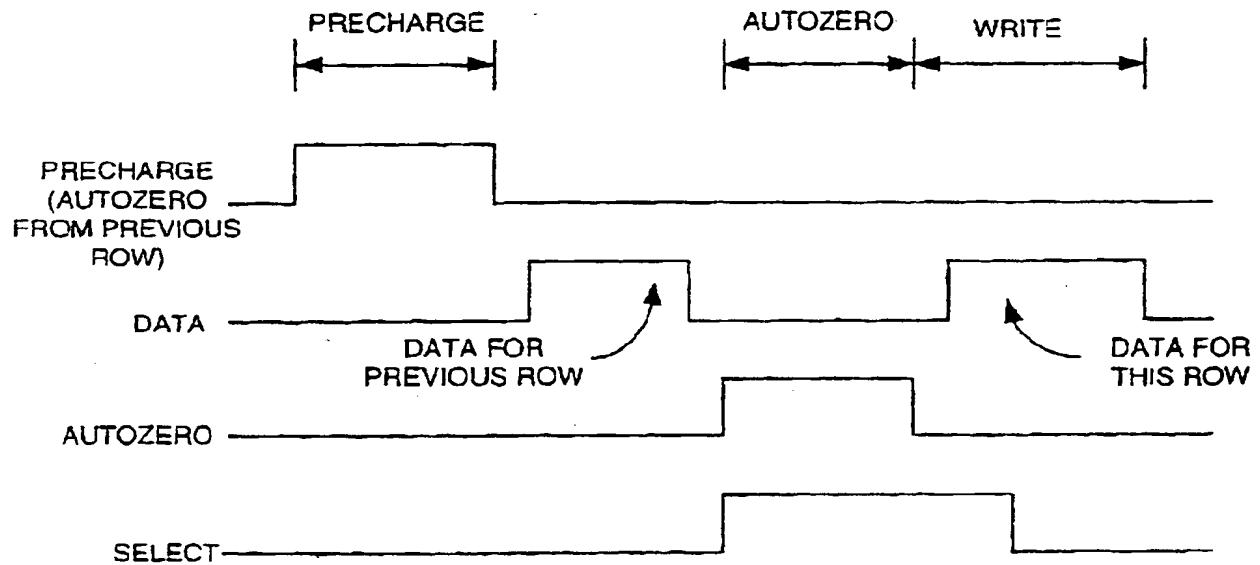 PRECHARGE
AUTOZERO
WRITE
PRECHARGE
(AUTOZERO
FROM PREVIOUS
ROW)
DATA
DATA FOR
PREVIOUS ROW
DATA FOR
THIS ROW
AUTOZERO
SELECT